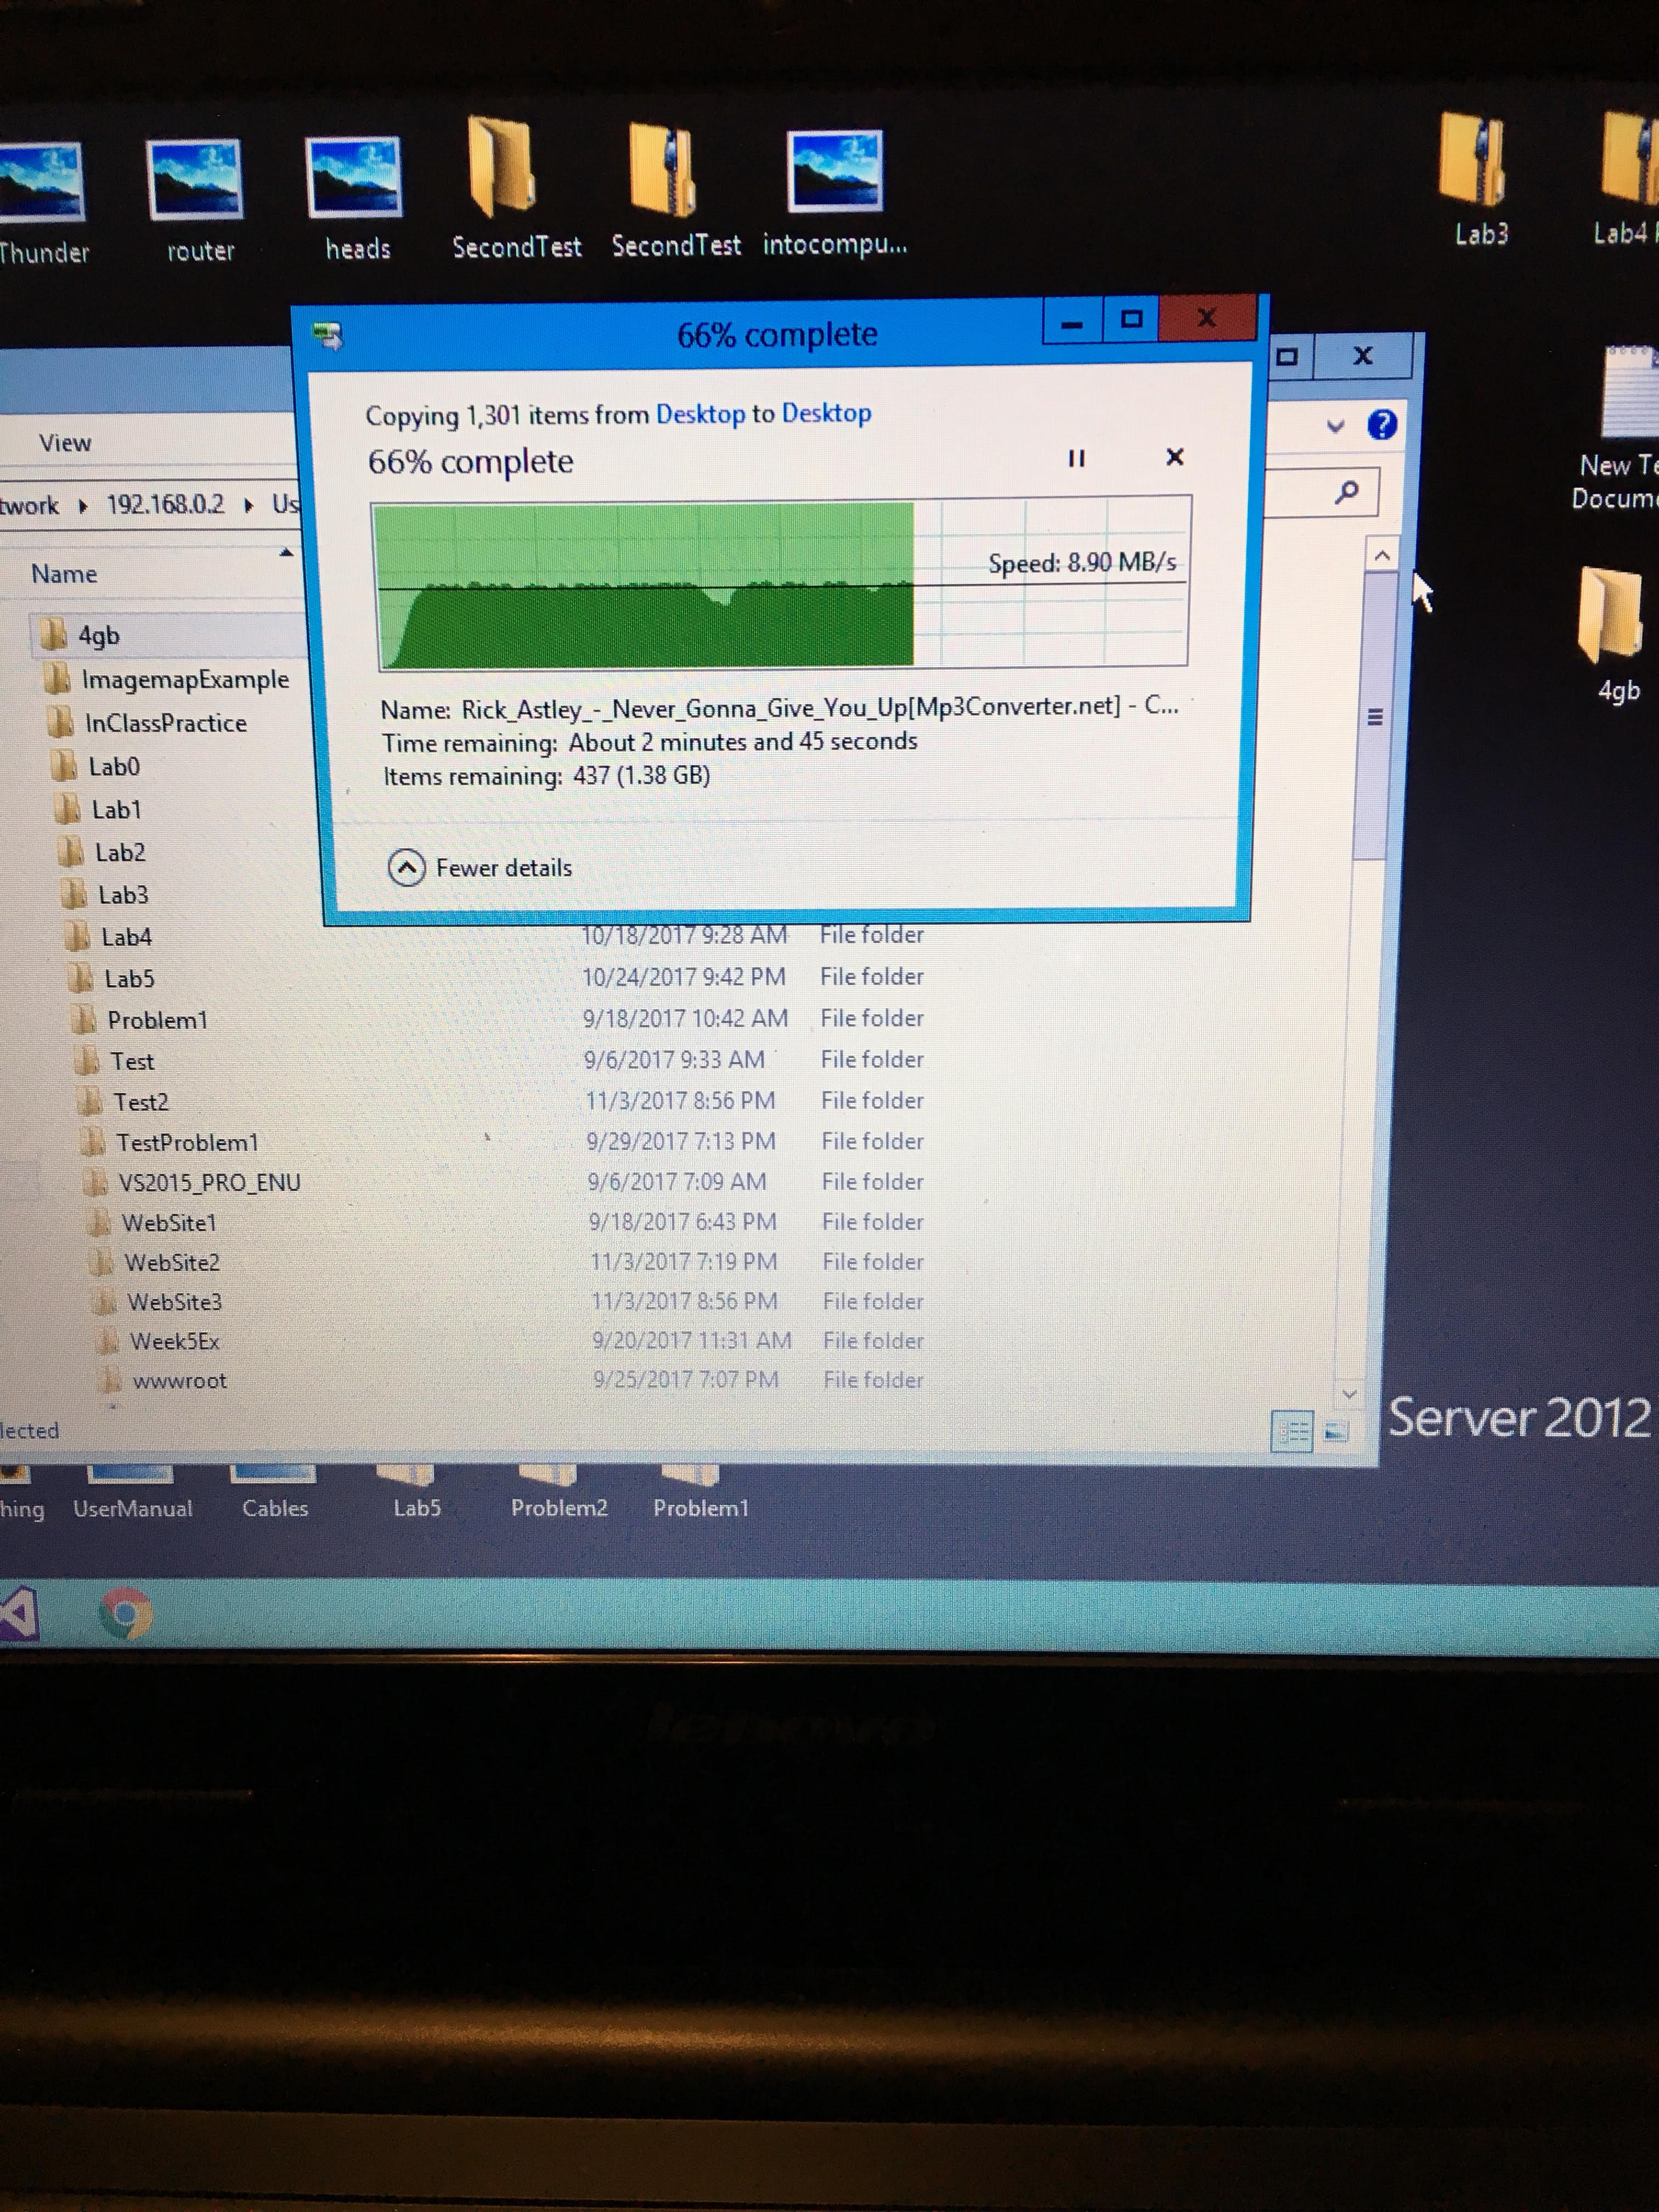 Thunder
router
heads
SecondTest
SecondTest
intocompu...
Lab3
Lab4
66% complete
Copying 1,301 items from Desktop to Desktop
66% complete
Speed: 8.90 MB/s
Name: Rick_Astley_-_Never_Gonna_Give_You_Up[Mp3Converter.net] - C...
Time remaining: About 2 minutes and 45 seconds
Items remaining: 437 (1.38 GB)
Fewer details
View
twork 192.168.0.2 Us
Name
4gb
ImagemapExample
InClassPractice
Lab0
Lab1
Lab2
Lab3
Lab4 10/18/2017 9:28 AM File folder
Lab5 10/24/2017 9:42 PM File folder
Problem1 9/18/2017 10:42 AM File folder
Test 9/6/2017 9:33 AM File folder
Test2 11/3/2017 8:56 PM File folder
TestProblem1 9/29/2017 7:13 PM File folder
VS2015_PRO_ENU 9/6/2017 7:09 AM File folder
WebSite1 9/18/2017 6:43 PM File folder
WebSite2 11/3/2017 7:19 PM File folder
WebSite3 11/3/2017 8:56 PM File folder
Week5Ex 9/20/2017 11:31 AM File folder
wwwroot 9/25/2017 7:07 PM File folder
lected
New Te
Docume
4gb
Server 2012
hing
UserManual
Cables
Lab5
Problem2
Problem1
lenovo